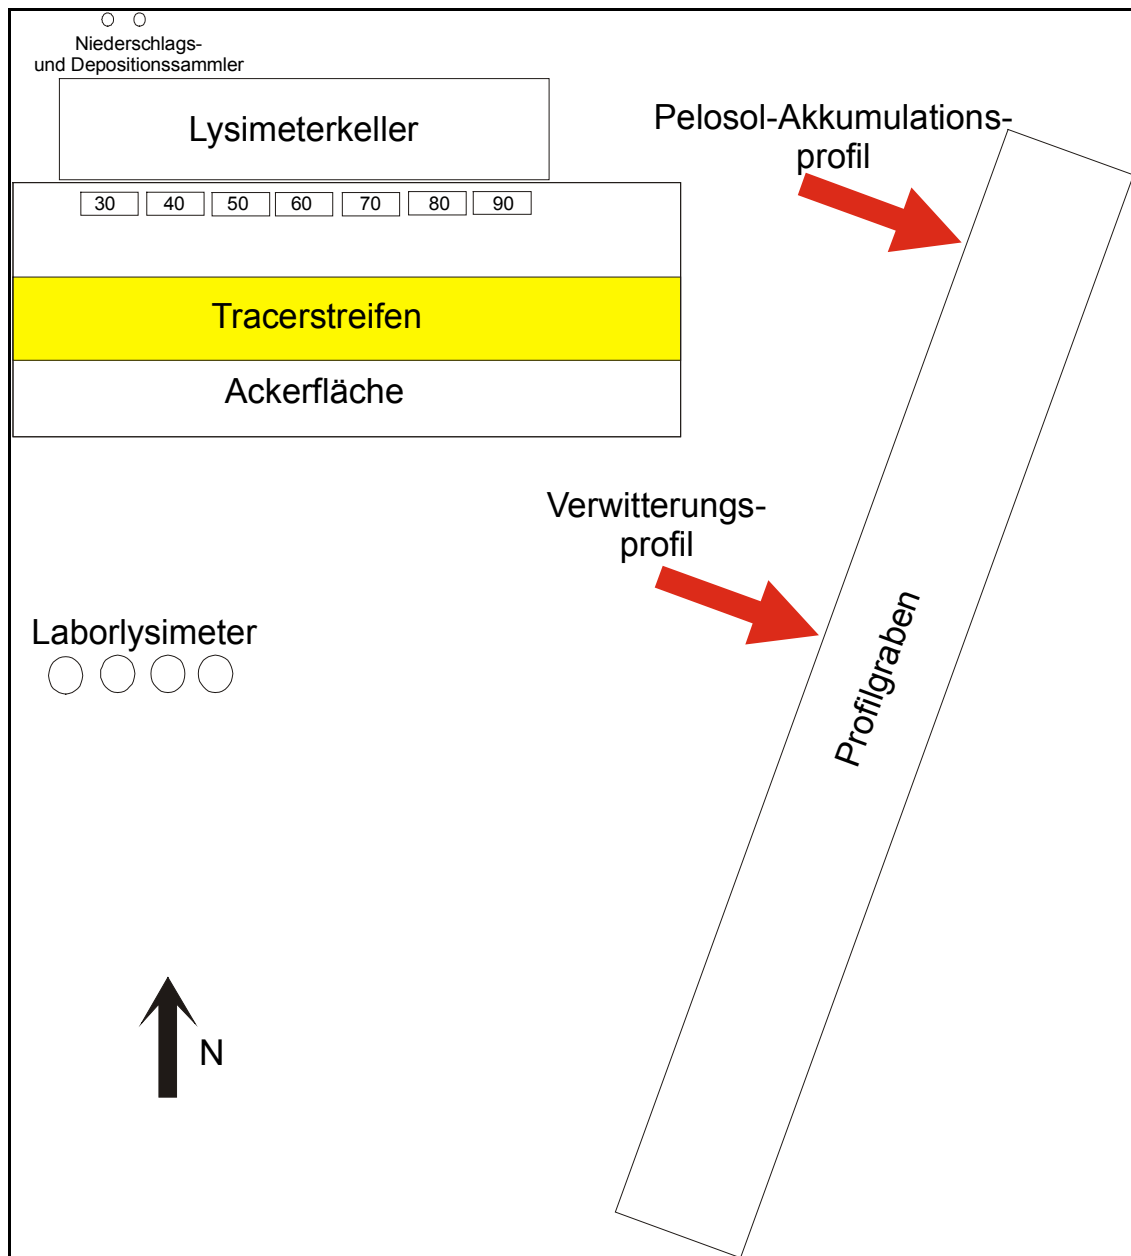 Niederschlags-
und Depositionssammler
Lysimeterkeller
Pelosol-Akkumulations-
profil
30 40 50 60 70 80 90
Tracerstreifen
Ackerfläche
Verwitterungs-
profil
Profilgraben
Laborlysimeter
N